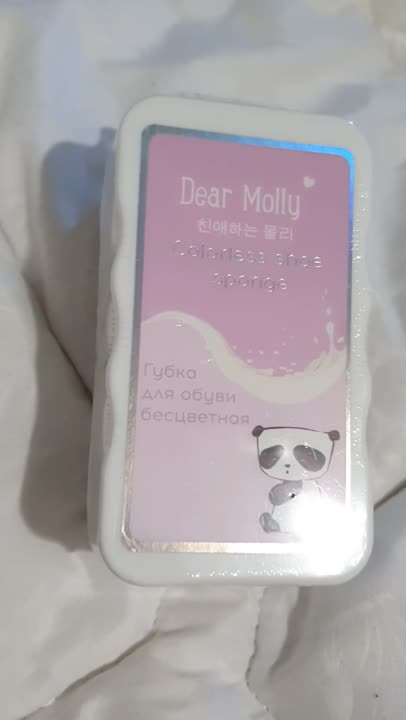 Dear Molly
친애하는 몰리
Colorless shoe
sponge
Губка
для обуви
бесцветная